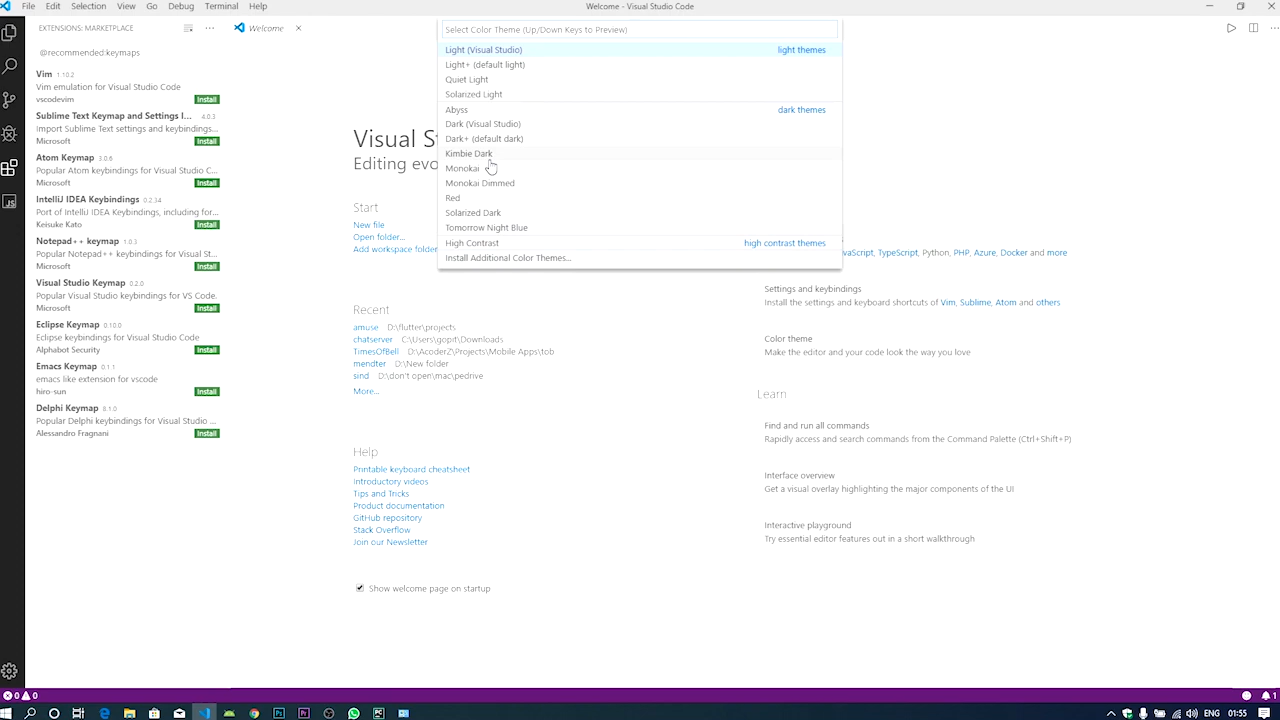 File Edit Selection View Go Debug Terminal Help
Welcome - Visual Studio Code
EXTENSIONS: MARKETPLACE
@recommended:keymaps
Vim 1.10.2
Vim emulation for Visual Studio Code
vscodevim Install
Sublime Text Keymap and Settings I... 4.0.3
Import Sublime Text settings and keybindings...
Microsoft Install
Atom Keymap 3.0.6
Popular Atom keybindings for Visual Studio C...
Microsoft Install
IntelliJ IDEA Keybindings 0.2.34
Port of IntelliJ IDEA Keybindings, including for...
Keisuke Kato Install
Notepad++ keymap 1.0.3
Popular Notepad++ keybindings for Visual St...
Microsoft Install
Visual Studio Keymap 0.2.0
Popular Visual Studio keybindings for VS Code.
Microsoft Install
Eclipse Keymap 0.10.0
Eclipse keybindings for Visual Studio Code
Alphabot Security Install
Emacs Keymap 0.1.1
emacs like extension for vscode
hiro-sun Install
Delphi Keymap 8.1.0
Popular Delphi keybindings for Visual Studio ...
Alessandro Fragnani Install
Welcome
Select Color Theme (Up/Down Keys to Preview)
Light (Visual Studio) light themes
Light+ (default light)
Quiet Light
Solarized Light
Abyss dark themes
Dark (Visual Studio)
Dark+ (default dark)
Kimbie Dark
Monokai
Monokai Dimmed
Red
Solarized Dark
Tomorrow Night Blue
High Contrast high contrast themes
Install Additional Color Themes...
Visual St
Editing evo
Start
New file
Open folder...
Add workspace folder
Recent
amuse D:\flutter\projects
chatserver C:\Users\gopif\Downloads
TimesOfBell D:\AcoderZ\Projects\Mobile Apps\tob
mendter D:\New folder
sind D:\don't open\mac\pedrive
More...
Help
Printable keyboard cheatsheet
Introductory videos
Tips and Tricks
Product documentation
GitHub repository
Stack Overflow
Join our Newsletter
Show welcome page on startup
vaScript, TypeScript, Python, PHP, Azure, Docker and more
Settings and keybindings
Install the settings and keyboard shortcuts of Vim, Sublime, Atom and others
Color theme
Make the editor and your code look the way you love
Learn
Find and run all commands
Rapidly access and search commands from the Command Palette (Ctrl+Shift+P)
Interface overview
Get a visual overlay highlighting the major components of the UI
Interactive playground
Try essential editor features out in a short walkthrough
0 0
1
ENG 01:55